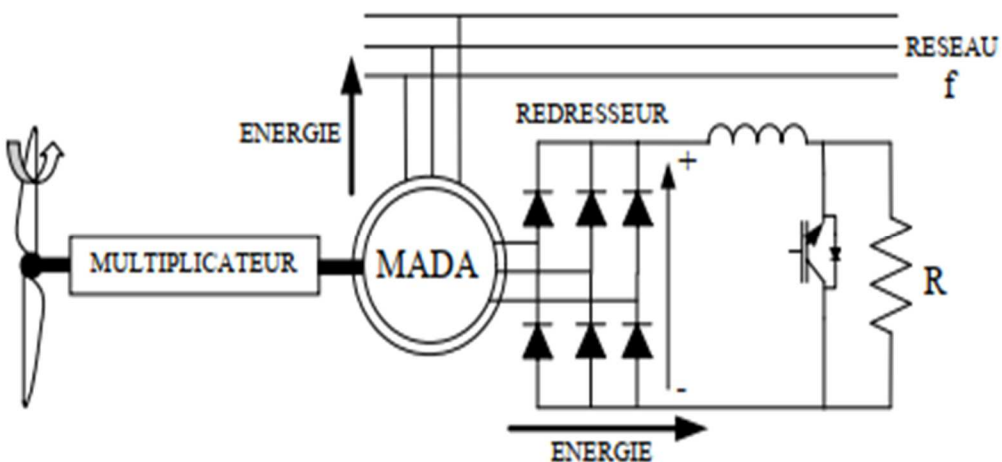 RESEAU
f
ENERGIE
REDRESSEUR
+
MULTIPLICATEUR
MADA
R
-
ENERGIE